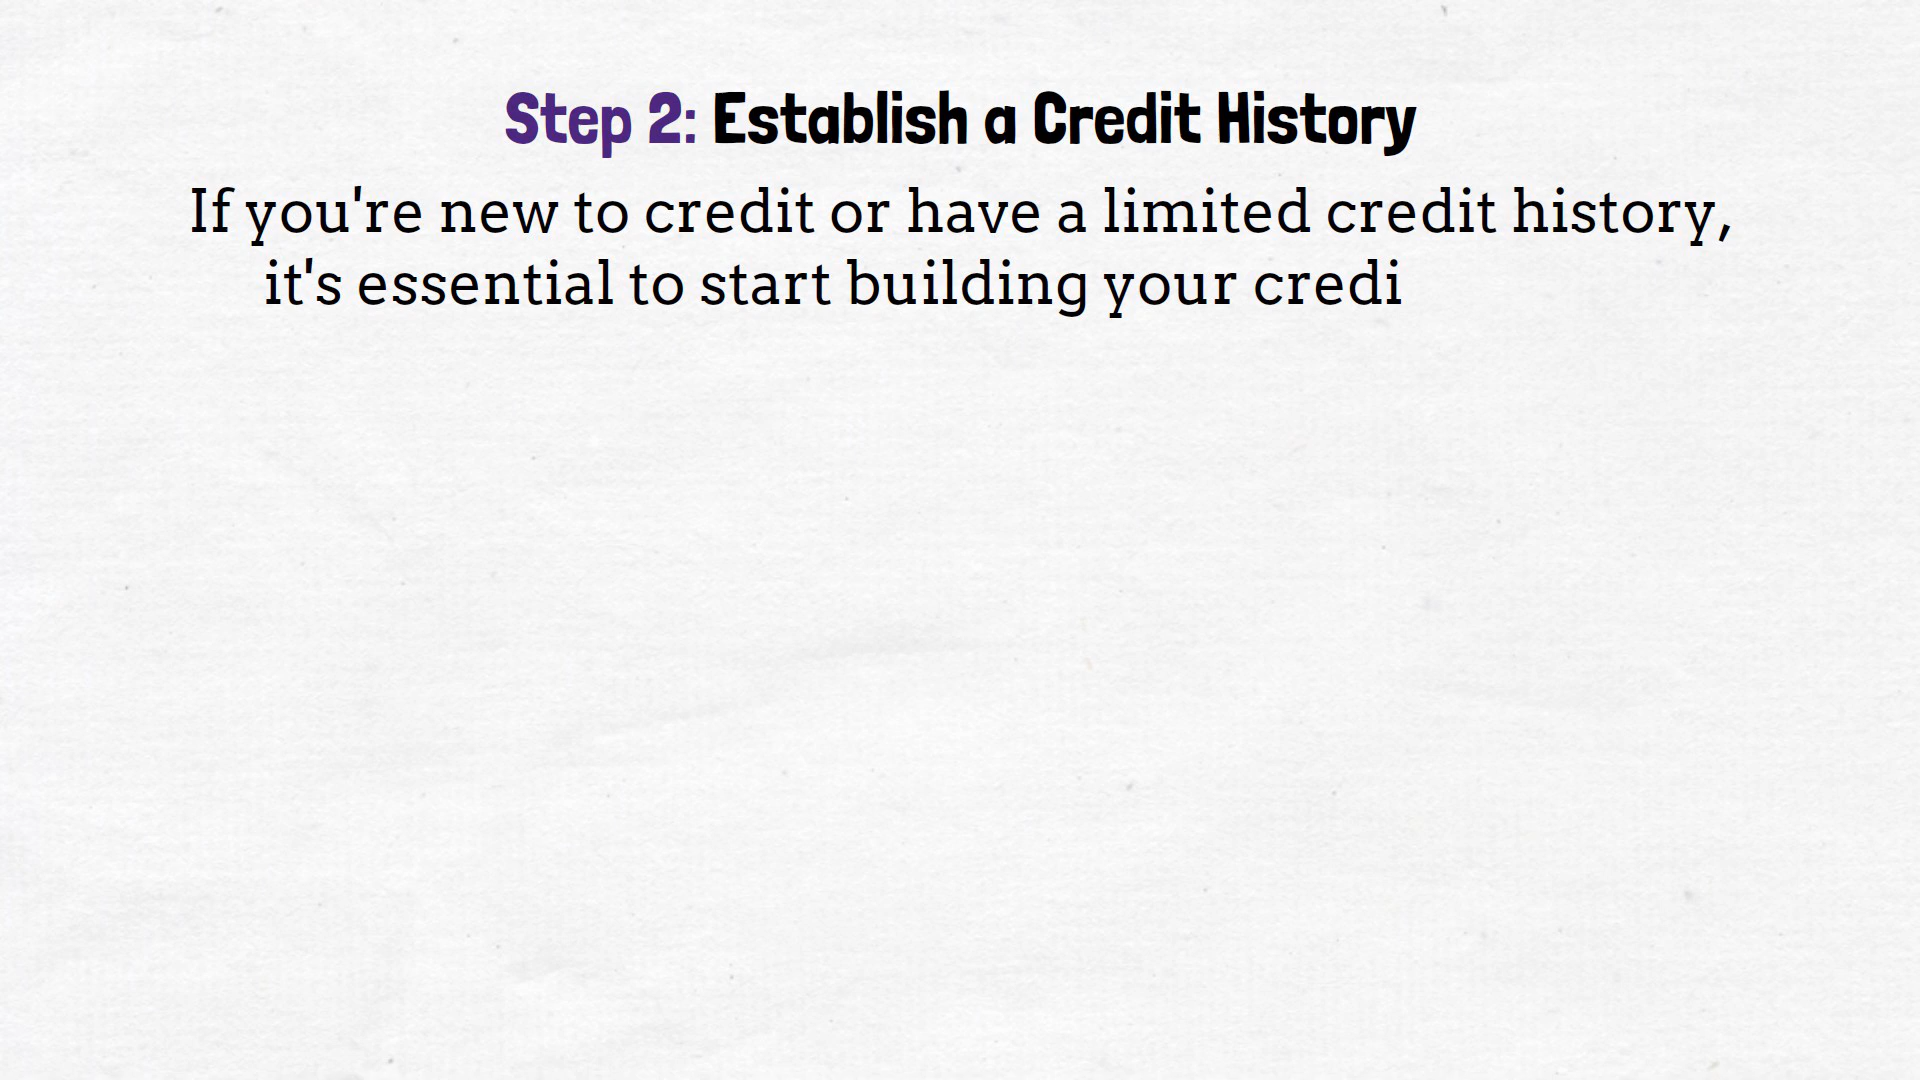 Step 2: Establish a Credit History
If you're new to credit or have a limited credit history,
it's essential to start building your credi